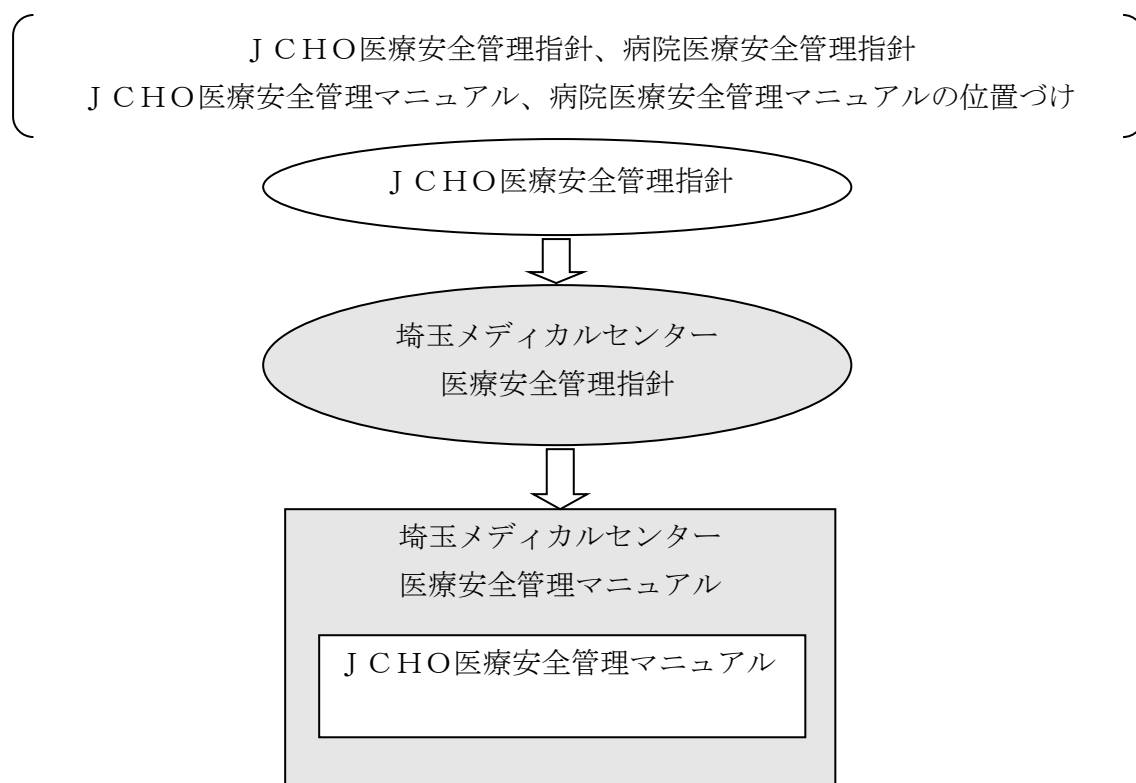 ＪＣＨＯ医療安全管理指針、病院医療安全管理指針
ＪＣＨＯ医療安全管理マニュアル、病院医療安全管理マニュアルの位置づけ
ＪＣＨＯ医療安全管理指針
埼玉メディカルセンター
医療安全管理指針
埼玉メディカルセンター
医療安全管理マニュアル
ＪＣＨＯ医療安全管理マニュアル